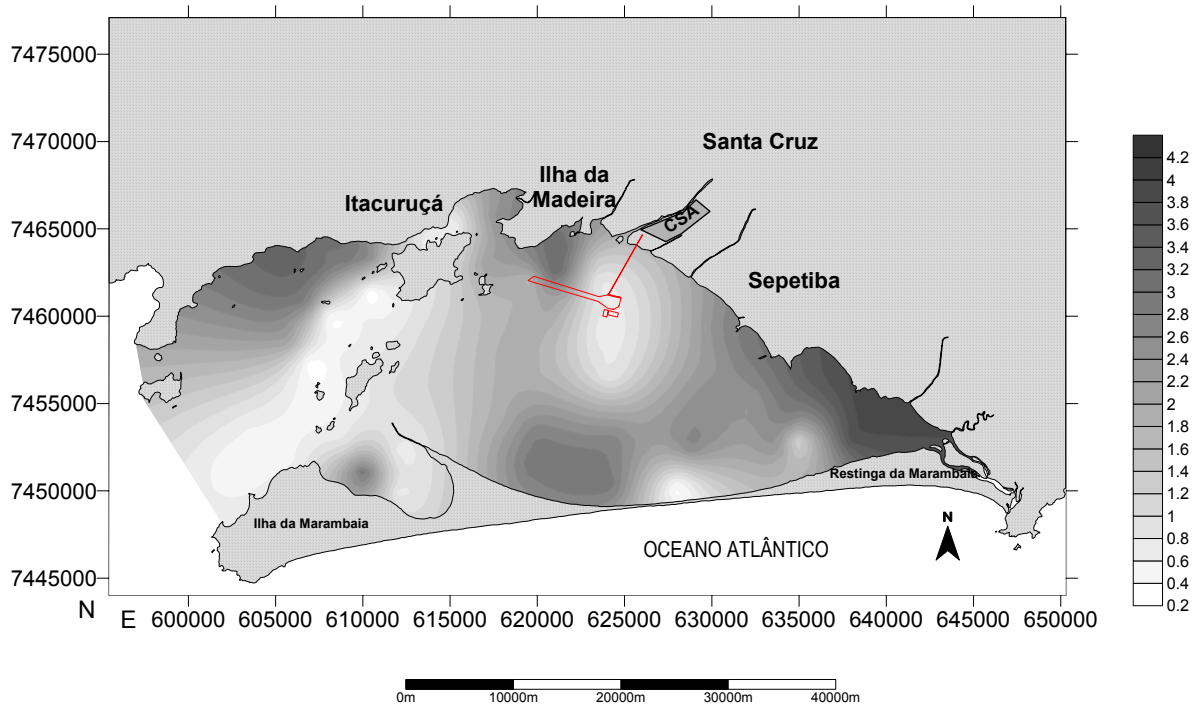 7475000
7470000
7465000
7460000
7455000
7450000
7445000
N
E
600000 605000 610000 615000 620000 625000 630000 635000 640000 645000 650000
Santa Cruz
Ilha da
Madeira
Itacuruçá
CSA
Sepetiba
Restinga da Marambaia
Ilha da Marambaia
OCEANO ATLÂNTICO
N
4.2
4
3.8
3.6
3.4
3.2
3
2.8
2.6
2.4
2.2
2
1.8
1.6
1.4
1.2
1
0.8
0.6
0.4
0.2
0m 10000m 20000m 30000m 40000m